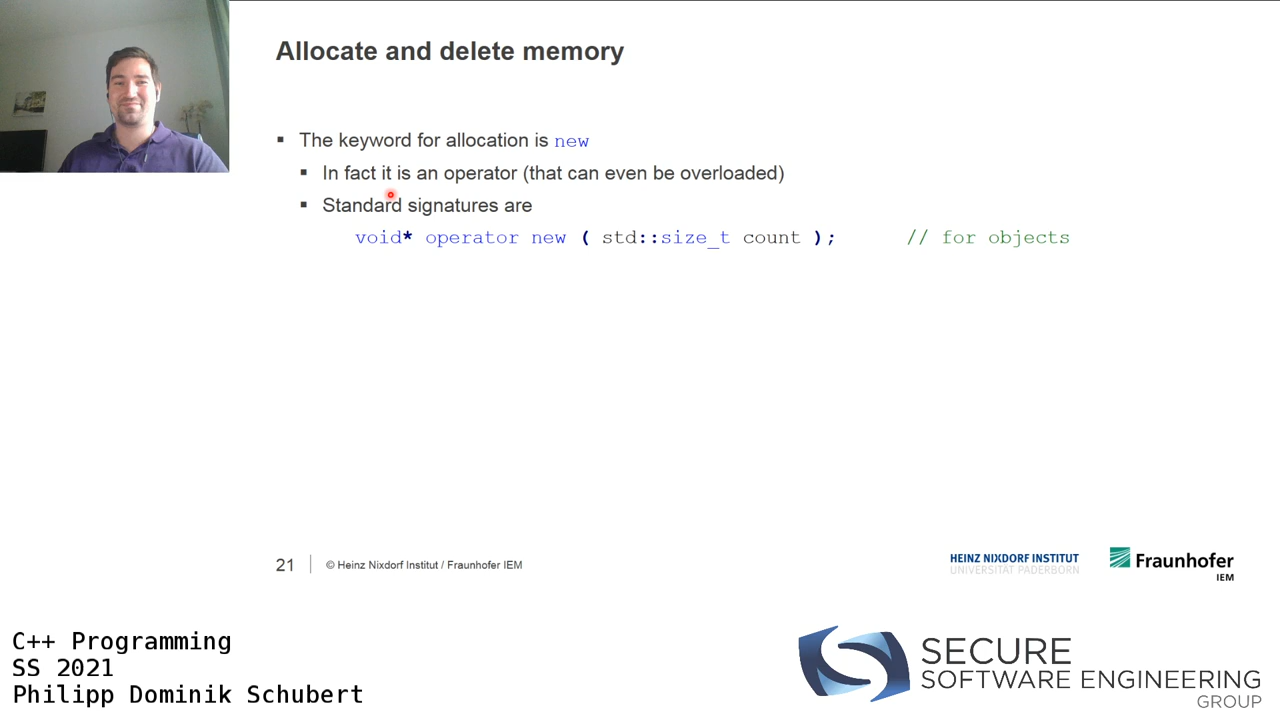 Allocate and delete memory
▪ The keyword for allocation is new
▪ In fact it is an operator (that can even be overloaded)
▪ Standard signatures are
void* operator new ( std::size_t count ); // for objects
21 | © Heinz Nixdorf Institut / Fraunhofer IEM
HEINZ NIXDORF INSTITUT
UNIVERSITÄT PADERBORN
Fraunhofer
IEM
C++ Programming
SS 2021
Philipp Dominik Schubert
SECURE
SOFTWARE ENGINEERING
GROUP